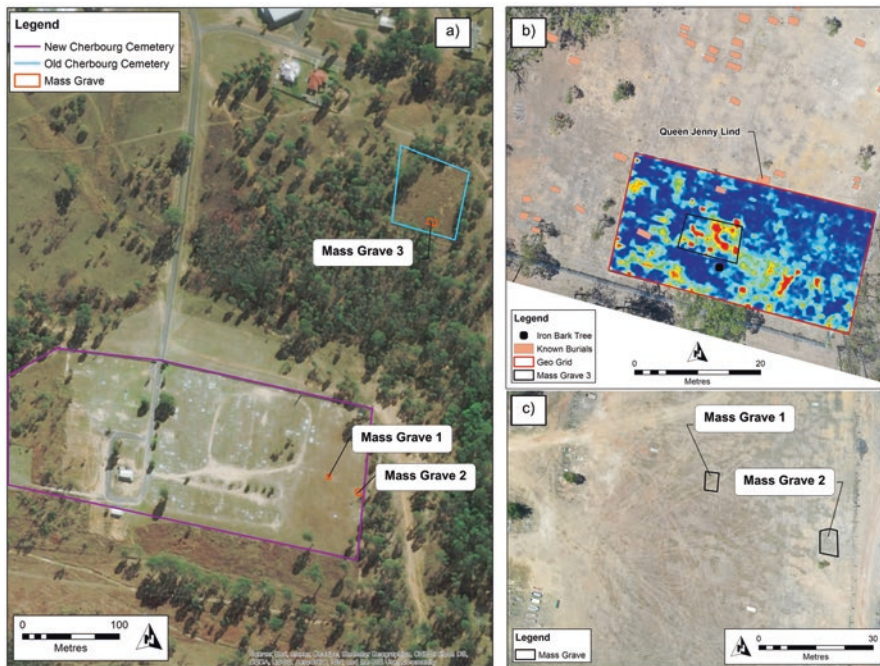 a)
Legend
New Cherbourg Cemetery
Old Cherbourg Cemetery
Mass Grave
Mass Grave 3
Mass Grave 1
Mass Grave 2
0 100
Metres
b)
Queen Jenny Lind
Legend
Iron Bark Tree
Known Burials
Geo Grid
Mass Grave 3
0 20
Metres
c)
Mass Grave 1
Mass Grave 2
Legend
Mass Grave
0 30
Metres